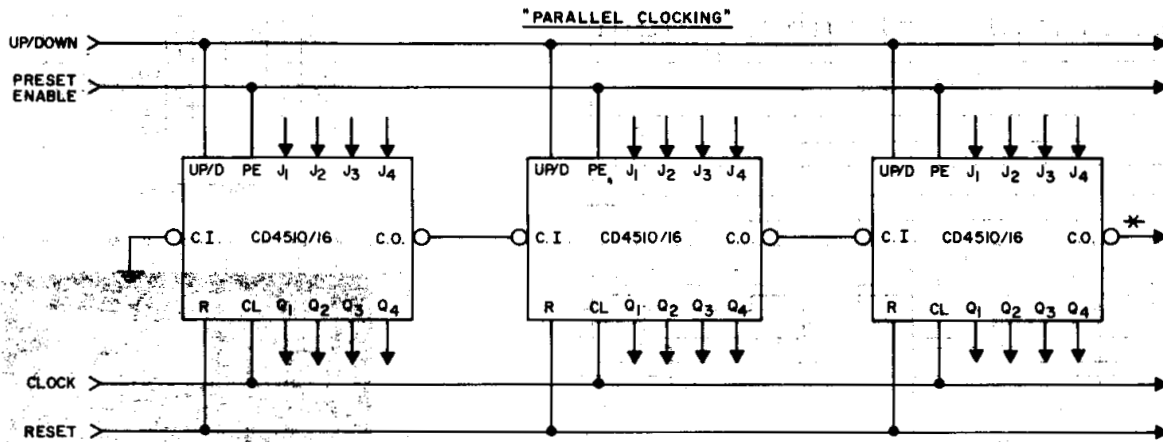 "PARALLEL CLOCKING"
UP/DOWN
PRESET
ENABLE
UP/D PE J1 J2 J3 J4
UP/D PE J1 J2 J3 J4
UP/D PE J1 J2 J3 J4
C.I. CD4510/16 C.O.
C.I. CD4510/16 C.O.
C.I. CD4510/16 C.O.
*
R CL Q1 Q2 Q3 Q4
R CL Q1 Q2 Q3 Q4
R CL Q1 Q2 Q3 Q4
CLOCK
RESET